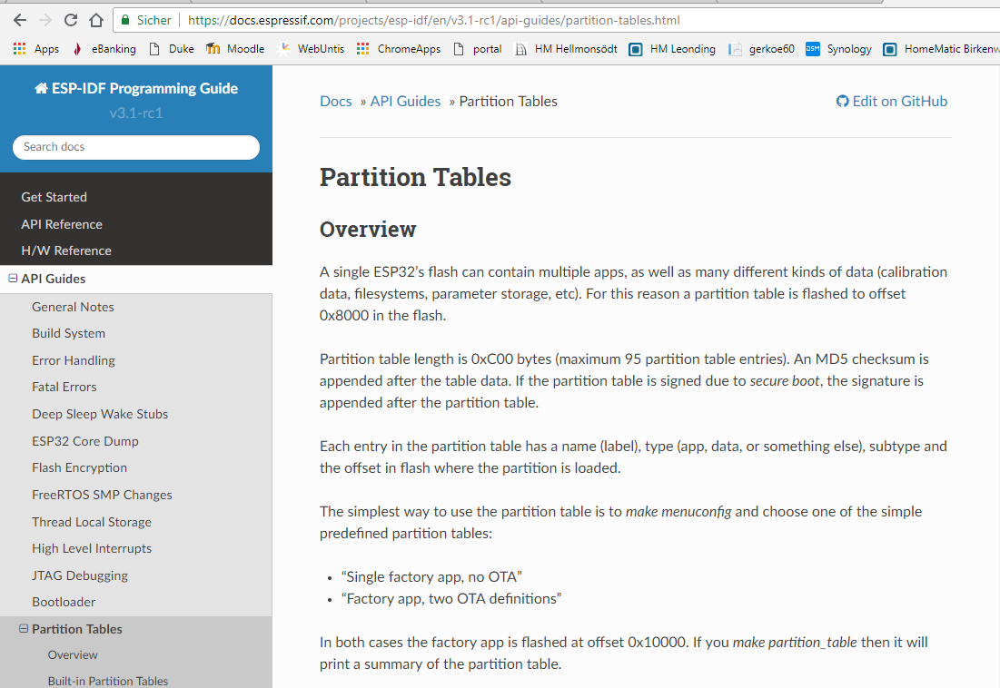 Sicher https://docs.espressif.com/projects/esp-idf/en/v3.1-rc1/api-guides/partition-tables.html
Apps eBanking Duke Moodle WebUntis ChromeApps portal HM Hellmonsödt HM Leonding gerkoe60 DSM Synology HomeMatic Birkenw
ESP-IDF Programming Guide
v3.1-rc1
Search docs
Get Started
API Reference
H/W Reference
API Guides
General Notes
Build System
Error Handling
Fatal Errors
Deep Sleep Wake Stubs
ESP32 Core Dump
Flash Encryption
FreeRTOS SMP Changes
Thread Local Storage
High Level Interrupts
JTAG Debugging
Bootloader
Partition Tables
Overview
Built-in Partition Tables
Docs » API Guides » Partition Tables
Edit on GitHub
Partition Tables
Overview
A single ESP32’s flash can contain multiple apps, as well as many different kinds of data (calibration
data, filesystems, parameter storage, etc). For this reason a partition table is flashed to offset
0x8000 in the flash.
Partition table length is 0xC00 bytes (maximum 95 partition table entries). An MD5 checksum is
appended after the table data. If the partition table is signed due to secure boot, the signature is
appended after the partition table.
Each entry in the partition table has a name (label), type (app, data, or something else), subtype and
the offset in flash where the partition is loaded.
The simplest way to use the partition table is to make menuconfig and choose one of the simple
predefined partition tables:
• “Single factory app, no OTA”
• “Factory app, two OTA definitions”
In both cases the factory app is flashed at offset 0x10000. If you make partition_table then it will
print a summary of the partition table.